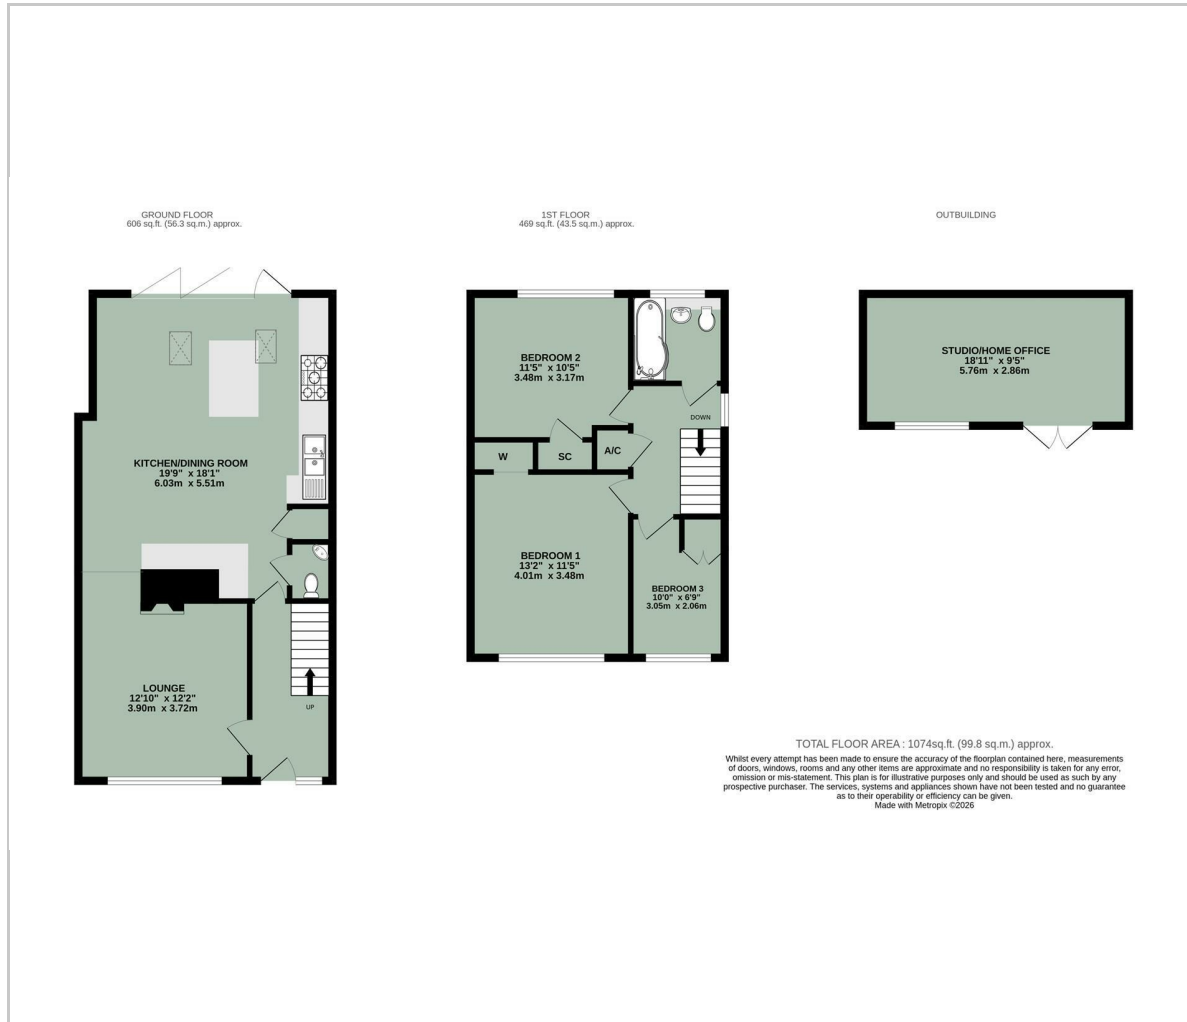 GROUND FLOOR
606 sq.ft. (56.3 sq.m.) approx.
1ST FLOOR
469 sq.ft. (43.5 sq.m.) approx.
OUTBUILDING
KITCHEN/DINING ROOM
19'9" x 18'1"
6.03m x 5.51m
LOUNGE
12'10" x 12'2"
3.90m x 3.72m
UP
BEDROOM 2
11'5" x 10'5"
3.48m x 3.17m
DOWN
W
SC
A/C
BEDROOM 1
13'2" x 11'5"
4.01m x 3.48m
BEDROOM 3
10'0" x 6'9"
3.05m x 2.06m
STUDIO/HOME OFFICE
18'11" x 9'5"
5.76m x 2.86m
TOTAL FLOOR AREA : 1074sq.ft. (99.8 sq.m.) approx.
Whilst every attempt has been made to ensure the accuracy of the floorplan contained here, measurements
of doors, windows, rooms and any other items are approximate and no responsibility is taken for any error,
omission or mis-statement. This plan is for illustrative purposes only and should be used as such by any
prospective purchaser. The services, systems and appliances shown have not been tested and no guarantee
as to their operability or efficiency can be given.
Made with Metropix ©2026